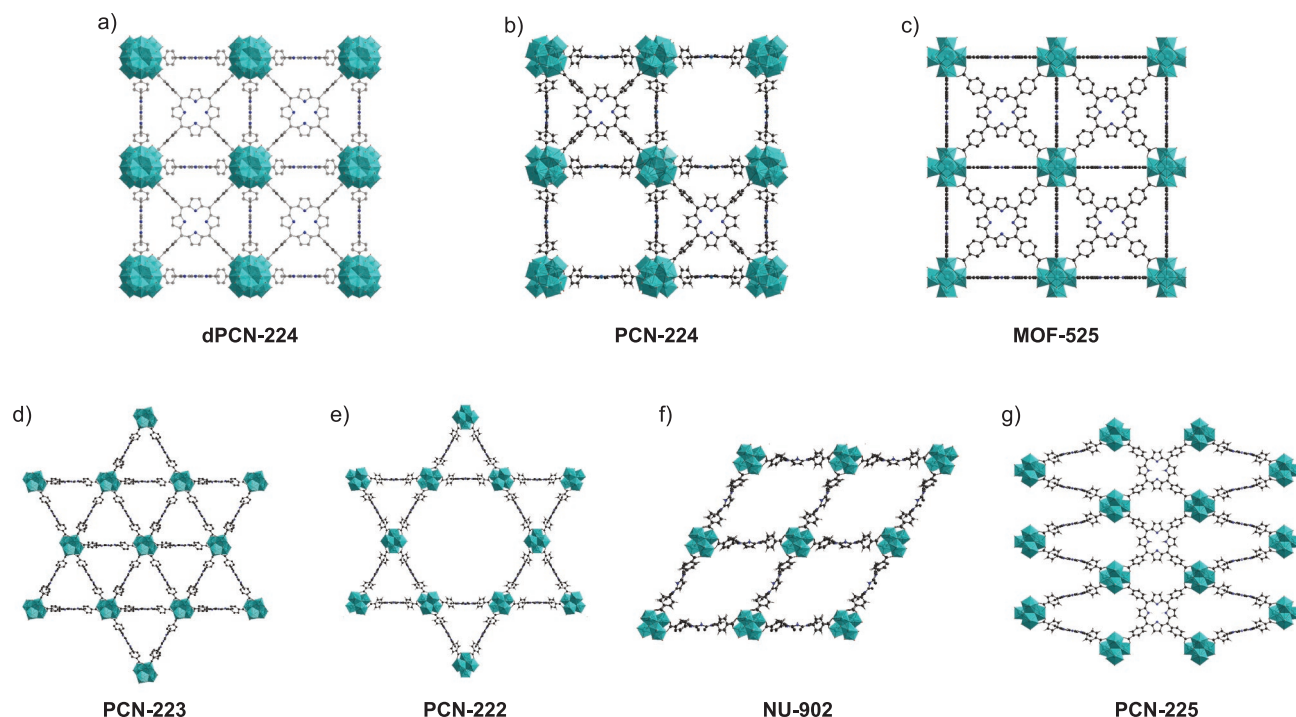 a)
b)
c)
dPCN-224
PCN-224
MOF-525
d)
e)
f)
g)
PCN-223
PCN-222
NU-902
PCN-225